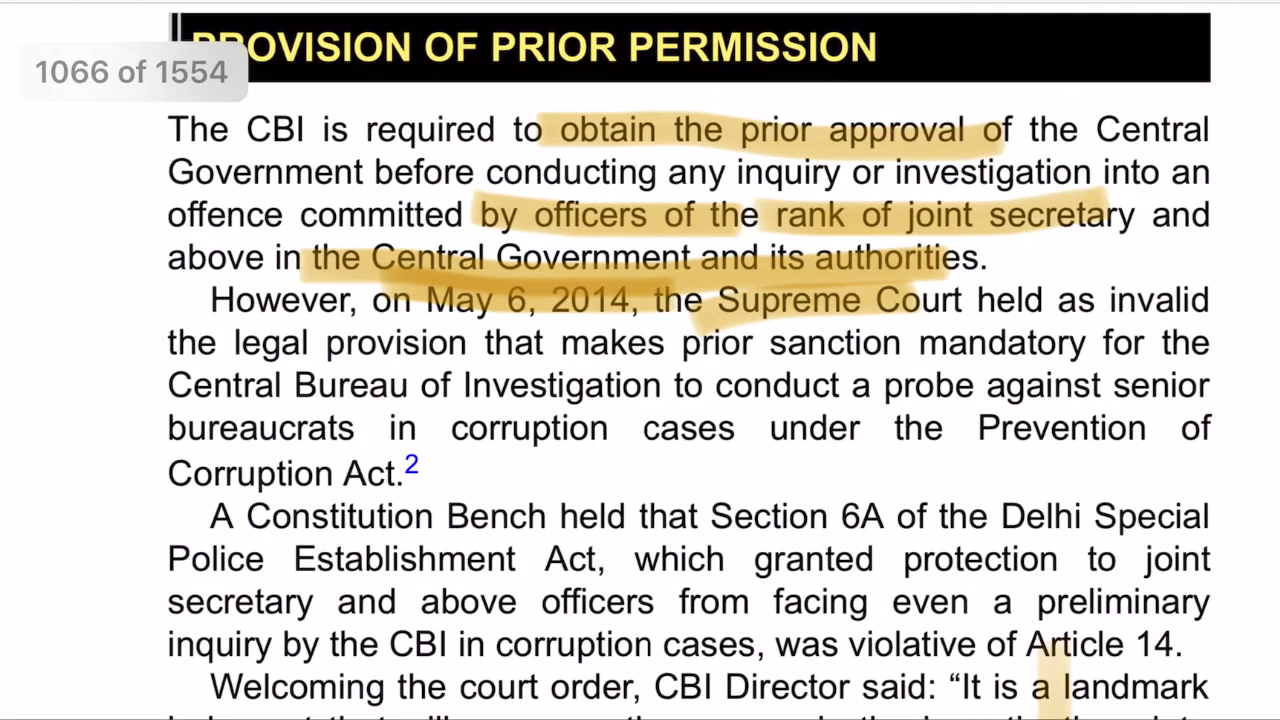 PROVISION OF PRIOR PERMISSION
1066 of 1554
The CBI is required to obtain the prior approval of the Central
Government before conducting any inquiry or investigation into an
offence committed by officers of the rank of joint secretary and
above in the Central Government and its authorities.
However, on May 6, 2014, the Supreme Court held as invalid
the legal provision that makes prior sanction mandatory for the
Central Bureau of Investigation to conduct a probe against senior
bureaucrats in corruption cases under the Prevention of
Corruption Act.2
A Constitution Bench held that Section 6A of the Delhi Special
Police Establishment Act, which granted protection to joint
secretary and above officers from facing even a preliminary
inquiry by the CBI in corruption cases, was violative of Article 14.
Welcoming the court order, CBI Director said: “It is a landmark